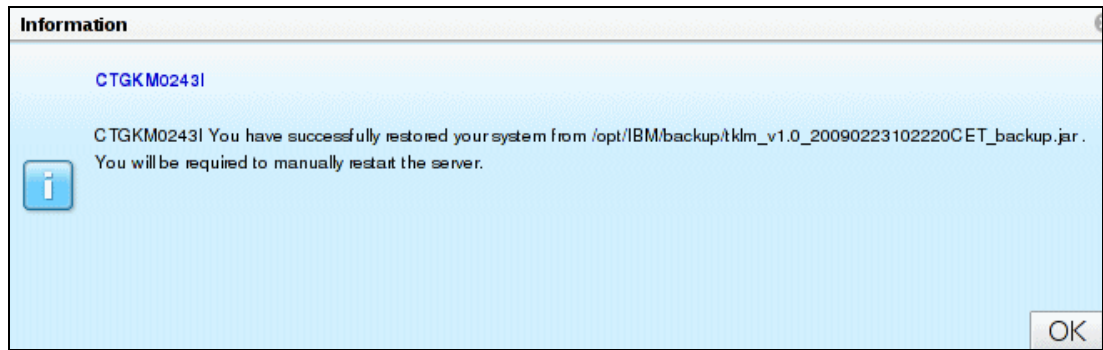 Information
CTGKM0243I
CTGKM0243I You have successfully restored your system from /opt/IBM/backup/tklm_v1.0_20090223102220CET_backup.jar .
You will be required to manually restart the server.
i
OK